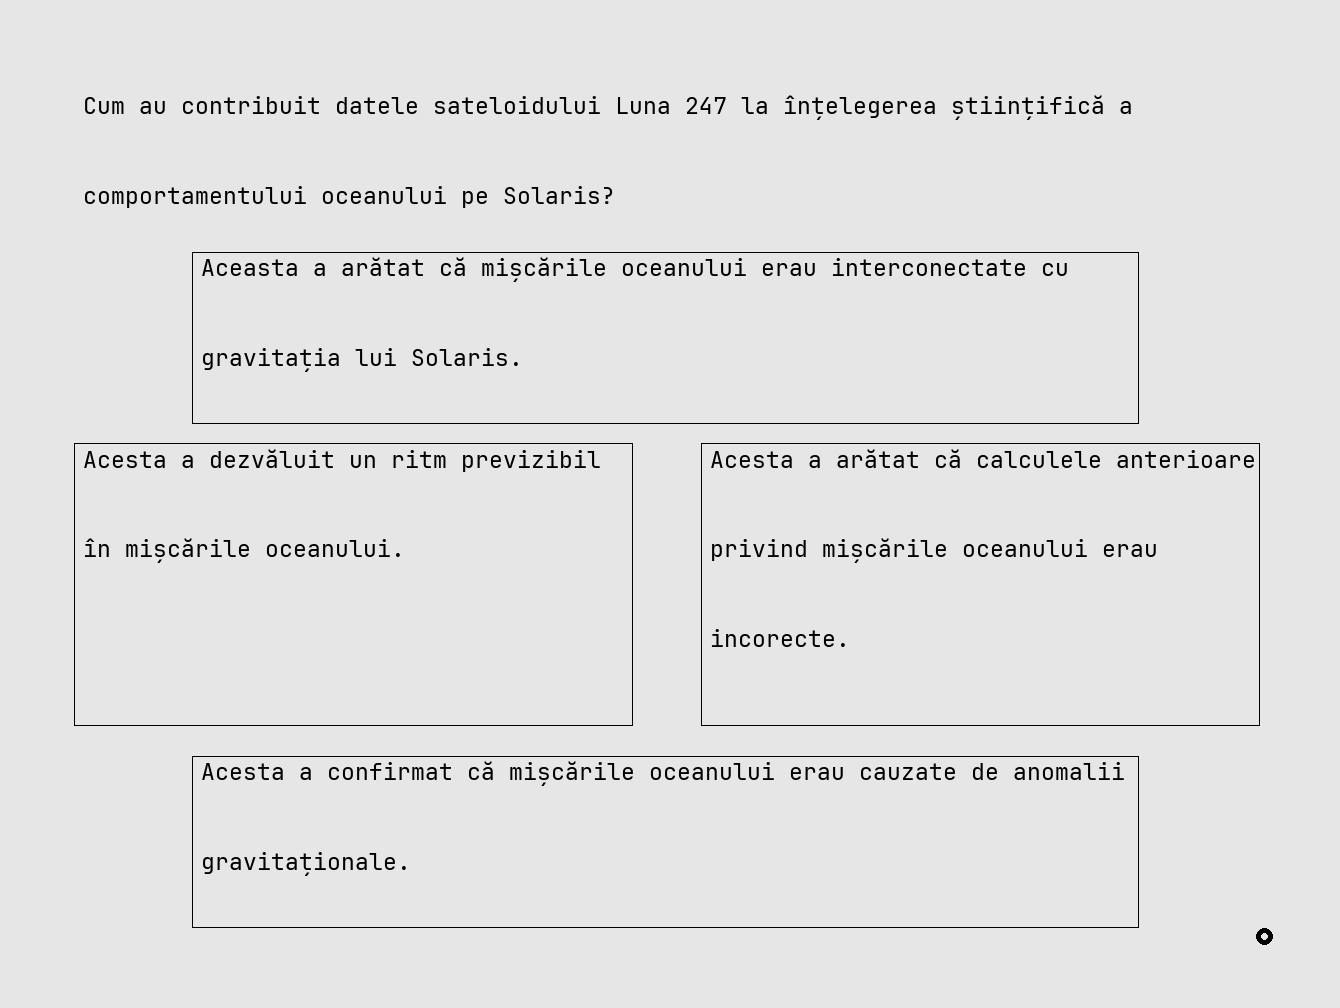 Cum au contribuit datele sateloidului Luna 247 la înțelegerea științifică a
comportamentului oceanului pe Solaris?
Aceasta a arătat că mișcările oceanului erau interconectate cu
gravitația lui Solaris.
Acesta a dezvăluit un ritm previzibil
în mișcările oceanului.
Acesta a arătat că calculele anterioare
privind mișcările oceanului erau
incorecte.
Acesta a confirmat că mișcările oceanului erau cauzate de anomalii
gravitaționale.